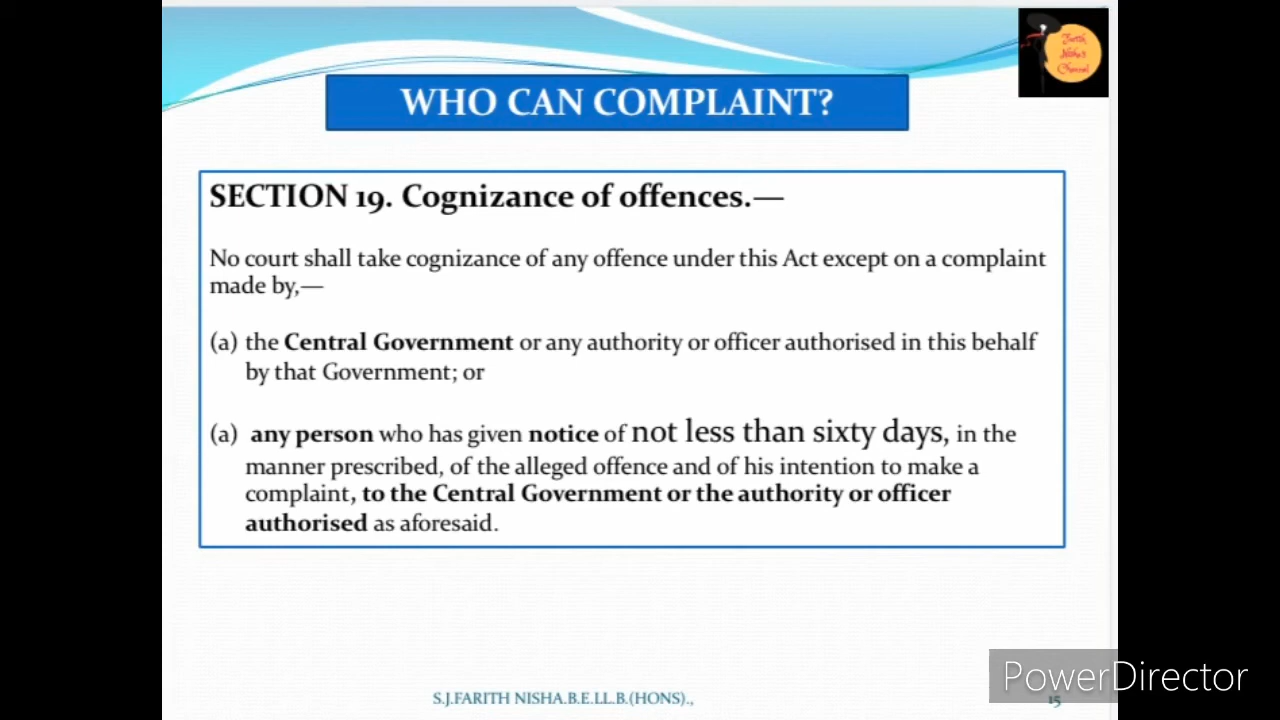 Farith
Nisha's
Channel
WHO CAN COMPLAINT?
SECTION 19. Cognizance of offences.—
No court shall take cognizance of any offence under this Act except on a complaint
made by,—
(a) the Central Government or any authority or officer authorised in this behalf
by that Government; or
(a) any person who has given notice of not less than sixty days, in the
manner prescribed, of the alleged offence and of his intention to make a
complaint, to the Central Government or the authority or officer
authorised as aforesaid.
PowerDirector
S.J.FARITH NISHA.B.E.LL.B.(HONS).,
15